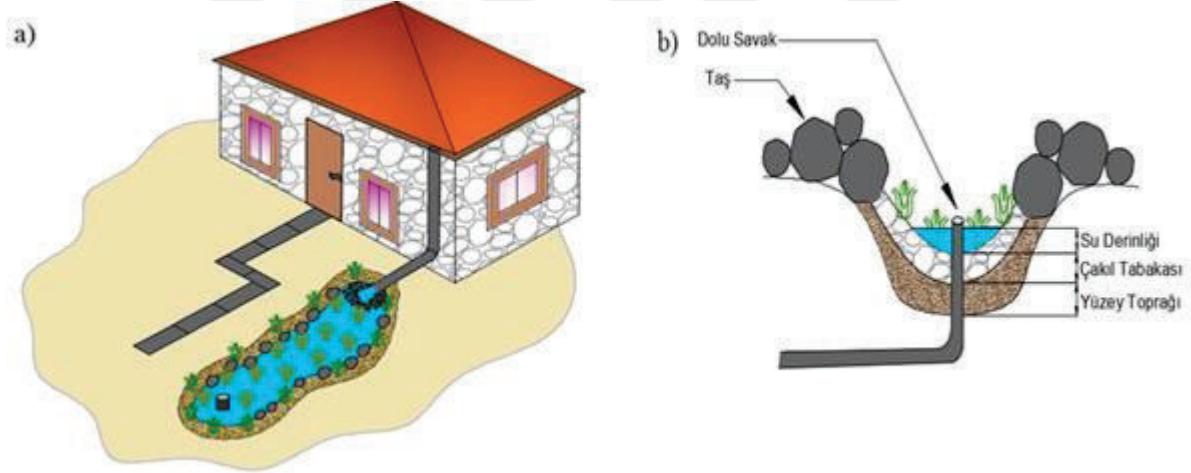 a)
b)
Dolu Savak
Taş
Su Derinliği
Çakıl Tabakası
Yüzey Toprağı